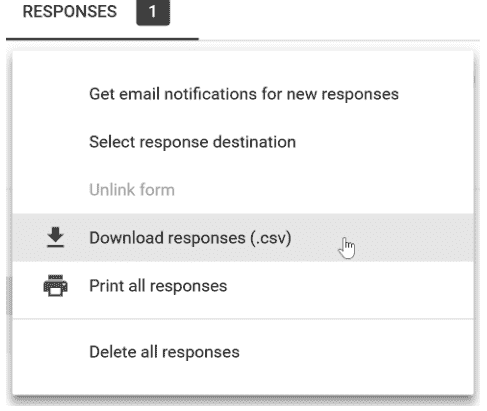 RESPONSES 1
Get email notifications for new responses
Select response destination
Unlink form
Download responses (.csv)
Print all responses
Delete all responses